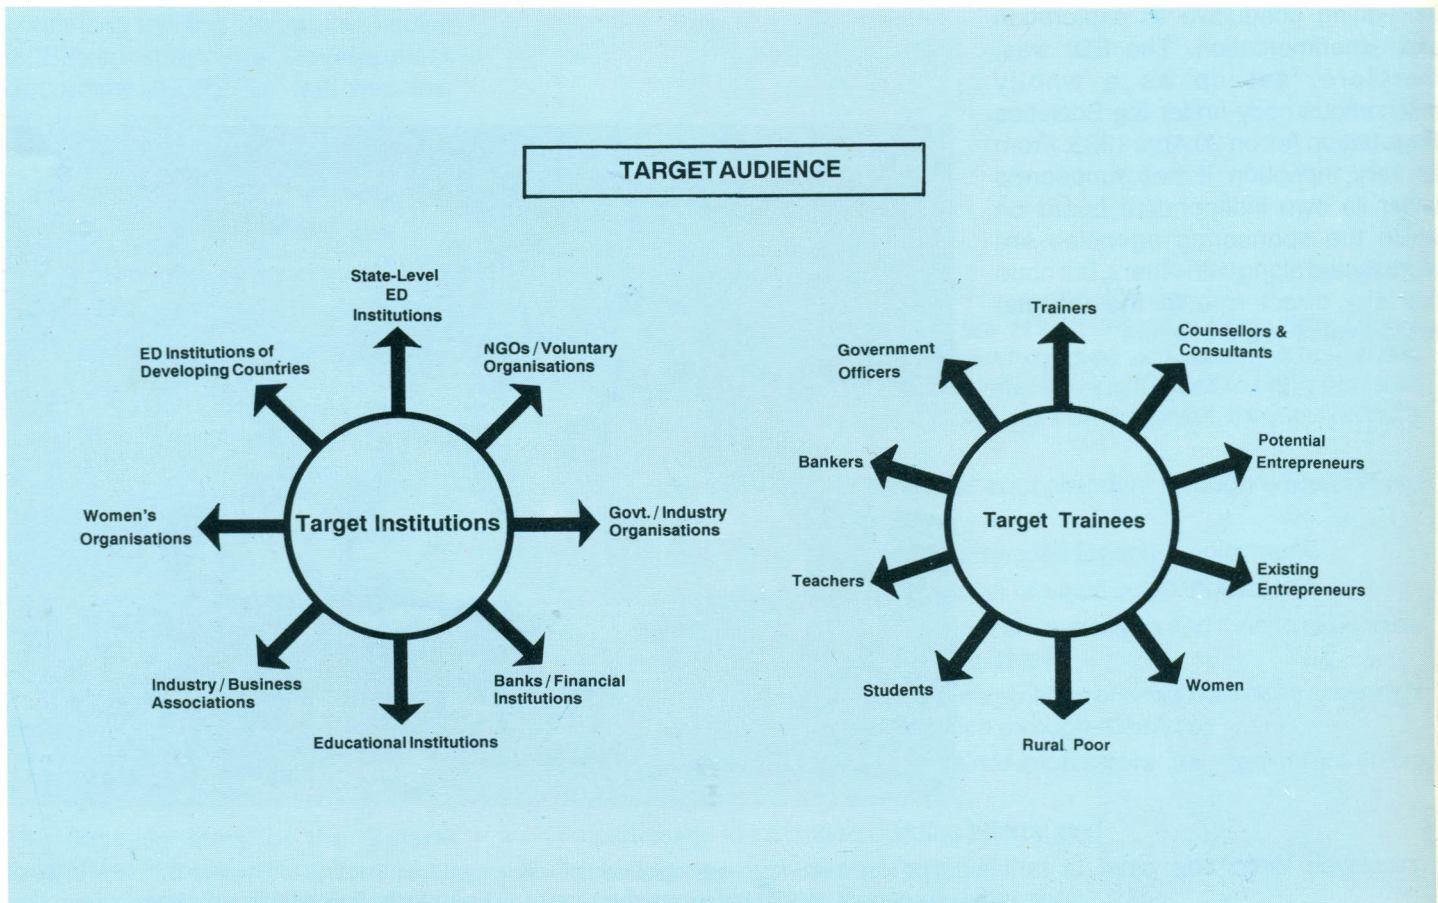 TARGET AUDIENCE
State-Level
ED
Institutions
ED Institutions of
Developing Countries
NGOs / Voluntary
Organisations
Women's
Organisations
Target Institutions
Govt. / Industry
Organisations
Industry / Business
Associations
Banks / Financial
Institutions
Educational Institutions
Trainers
Government
Officers
Counsellors &
Consultants
Bankers
Potential
Entrepreneurs
Target Trainees
Teachers
Existing
Entrepreneurs
Students
Women
Rural Poor